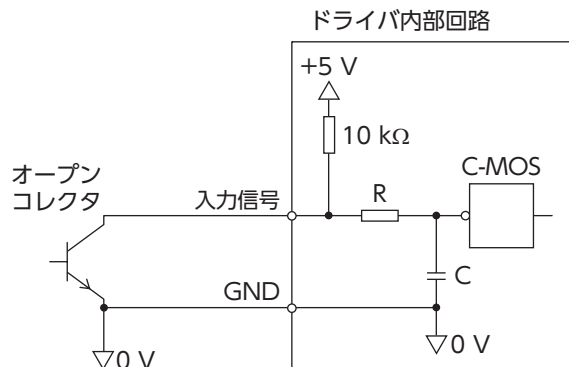 ドライバ内部回路
+5 V
10 kΩ
C-MOS
オープン
コレクタ
入力信号
R
C
GND
0 V
0 V